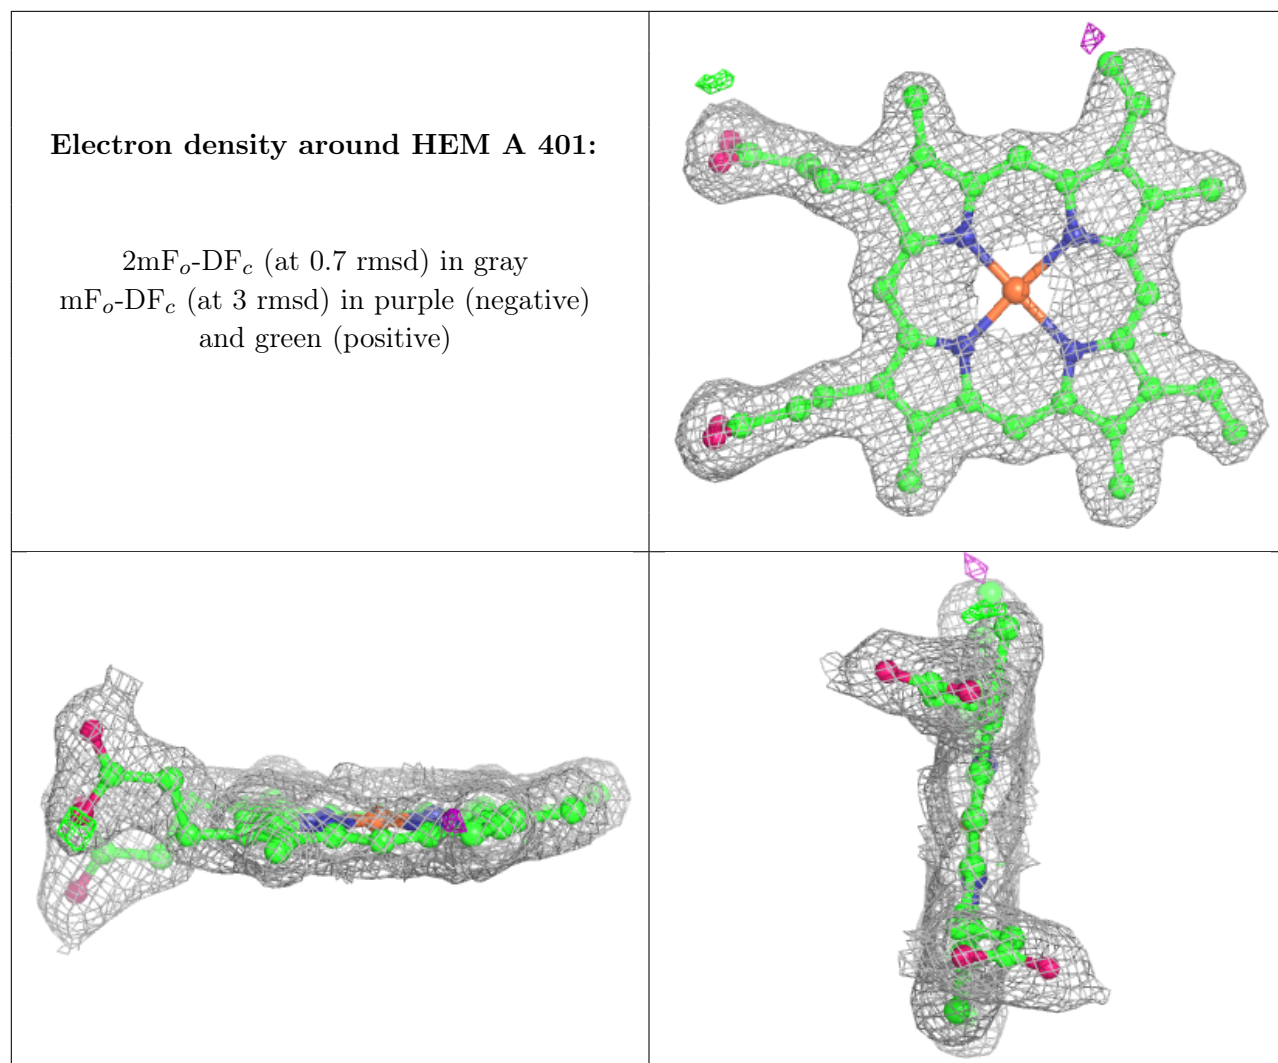 Electron density around HEM A 401:
2mFₒ-DF𝒸 (at 0.7 rmsd) in gray
mFₒ-DF𝒸 (at 3 rmsd) in purple (negative)
and green (positive)